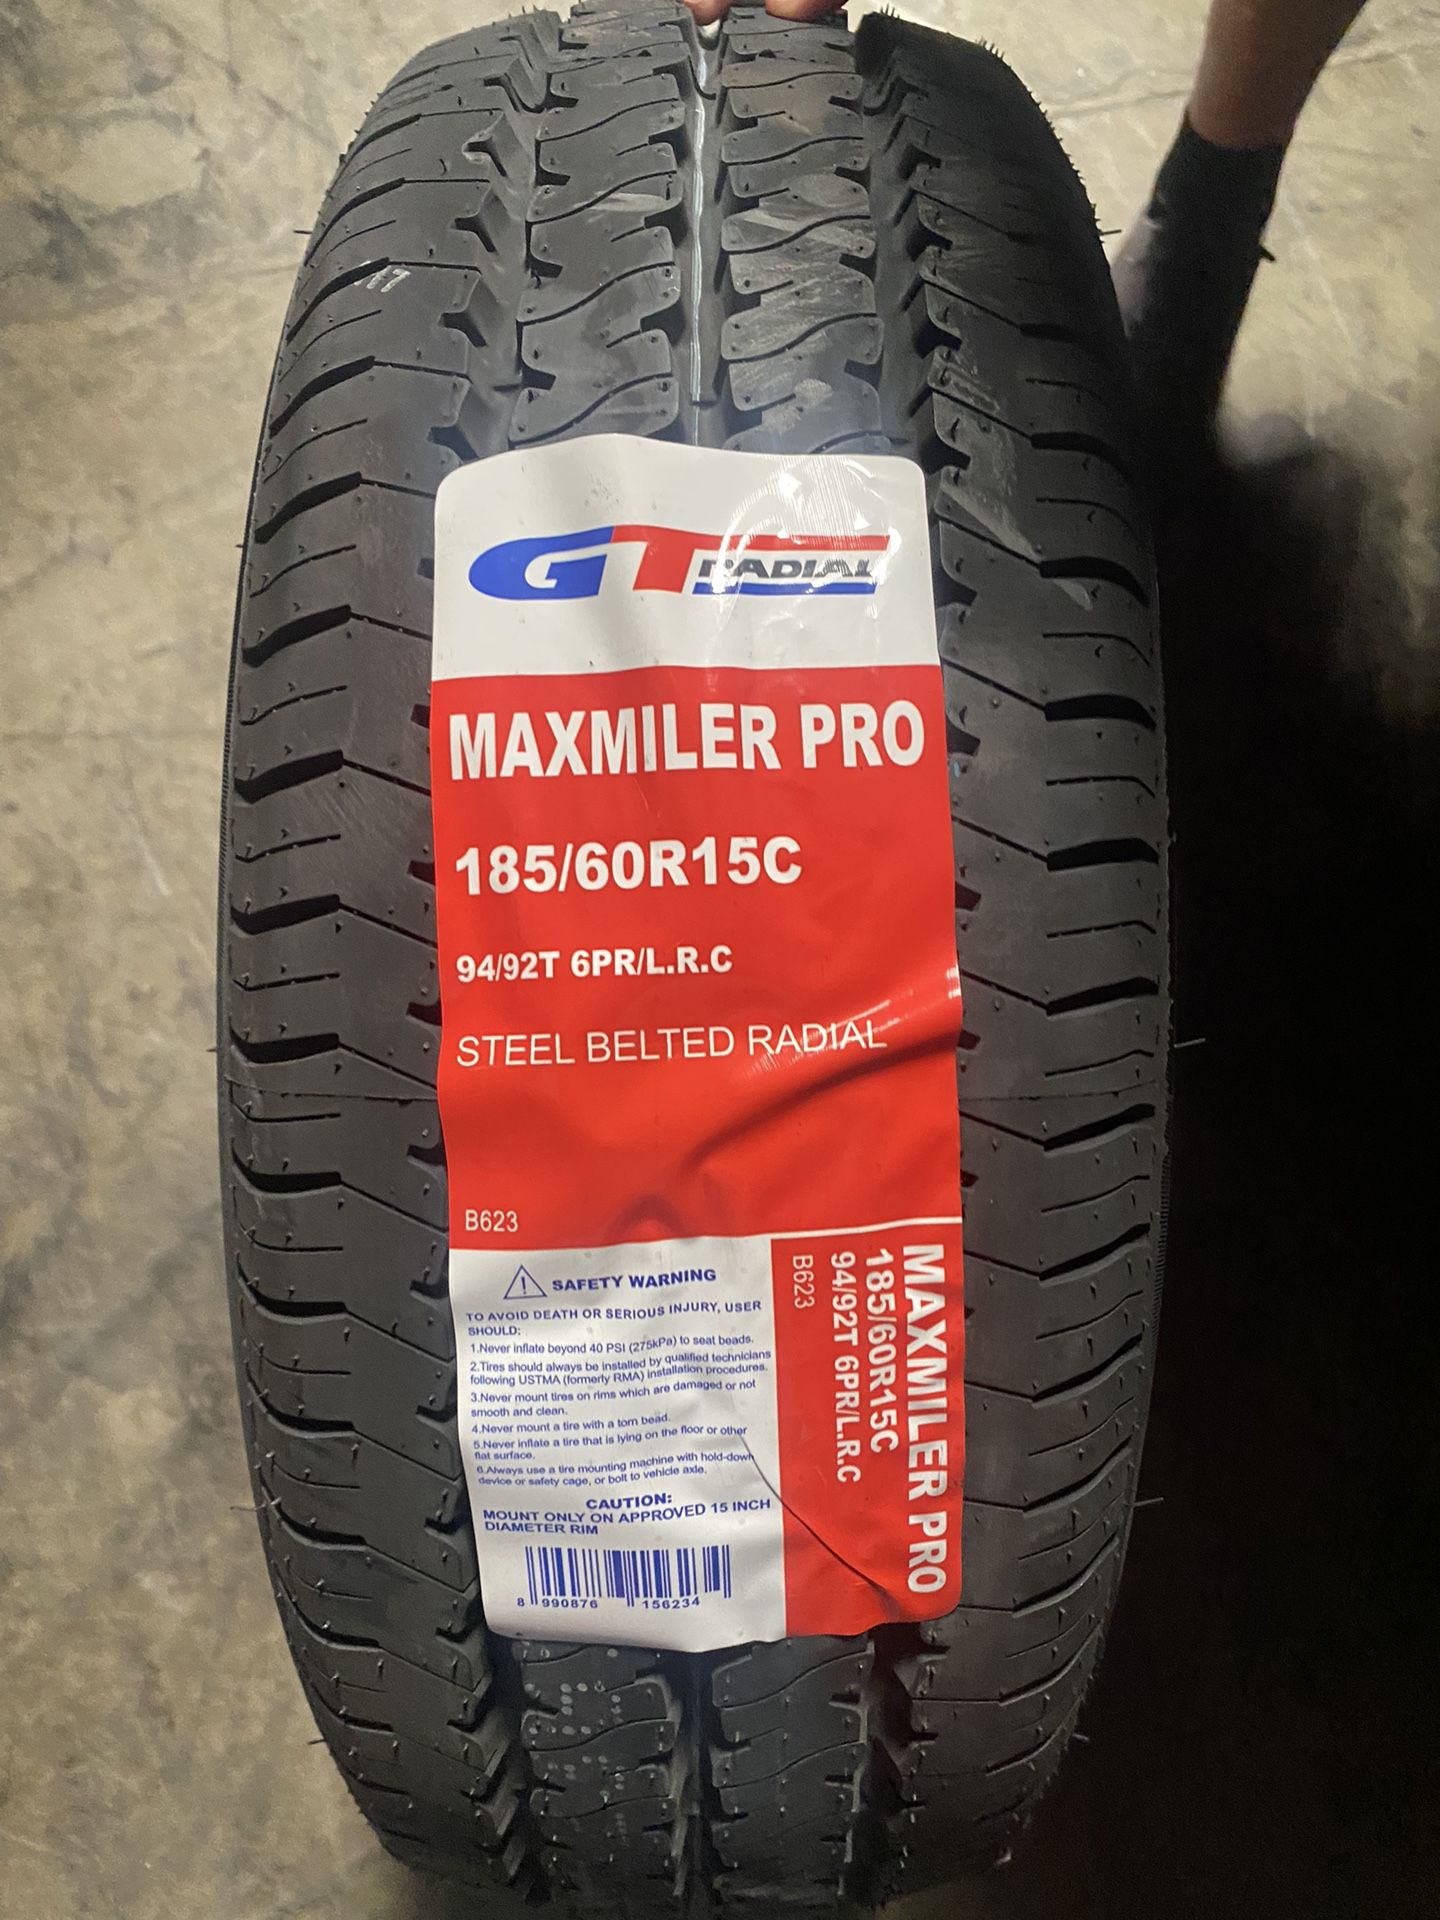 GT RADIAL
MAXMILER PRO
185/60R15C
94/92T 6PR/L.R.C
STEEL BELTED RADIAL
B623
SAFETY WARNING
TO AVOID DEATH OR SERIOUS INJURY, USER
SHOULD:
1.Never inflate beyond 40 PSI (275kPa) to seat beads.
2.Tires should always be installed by qualified technicians
following USTMA (formerly RMA) installation procedures.
3.Never mount tires on rims which are damaged or not
smooth and clean.
4.Never mount a tire with a torn bead.
5.Never inflate a tire that is lying on the floor or other
flat surface.
6.Always use a tire mounting machine with hold-down
device or safety cage, or bolt to vehicle axle.
CAUTION:
MOUNT ONLY ON APPROVED 15 INCH
DIAMETER RIM
8 990876 156234
MAXMILER PRO
185/60R15C
94/92T 6PR/L.R.C
B623